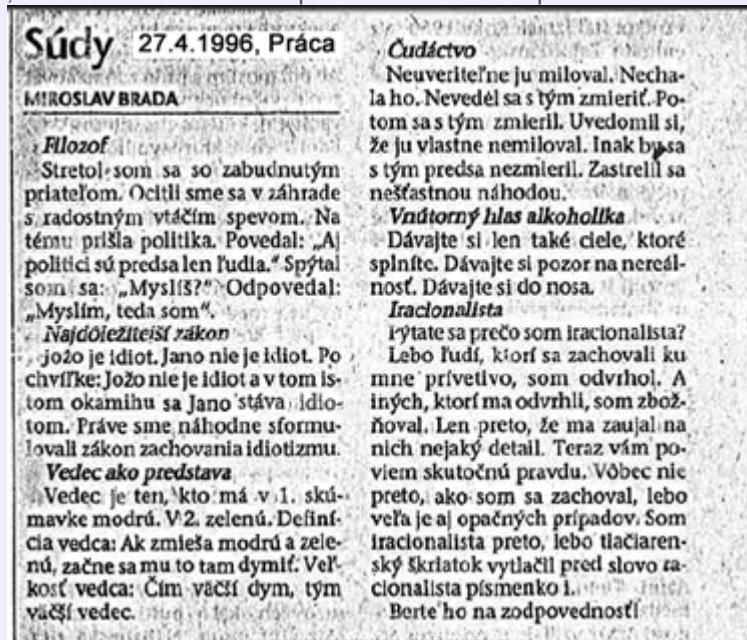 Súdy
27.4.1996, Práca
MIROSLAV BRADA
Filozof
Stretol som sa so zabudnutým
priateľom. Ocitli sme sa v záhrade
s radostným vtáčím spevom. Na
tému prišla politika. Povedal: „Aj
politici sú predsa len ľudia.“ Spýtal
som sa: „Myslíš?“ Odpovedal:
„Myslím, teda som“.
Najdôležitejší zákon
Jožo je idiot. Jano nie je idiot. Po
chvíľke: Jožo nie je idiot a v tom is-
tom okamihu sa Jano stáva idio-
tom. Práve sme náhodne sformu-
lovali zákon zachovania idiotizmu.
Vedec ako predstava
Vedec je ten, kto má v 1. skú-
mavke modrú. V 2. zelenú. Definí-
cia vedca: Ak zmieša modrú a zele-
nú, začne sa mu to tam dymiť. Veľ-
kosť vedca: Čím väčší dym, tým
väčší vedec.
Čudáctvo
Neuveriteľne ju miloval. Necha-
la ho. Nevedel sa s tým zmieriť. Po-
tom sa s tým zmieril. Uvedomil si,
že ju vlastne nemiloval. Inak by sa
s tým predsa nezmieril. Zastrelil sa
nešťastnou náhodou.
Vnútorný hlas alkoholika
Dávajte si len také ciele, ktoré
splníte. Dávajte si pozor na nereál-
nosť. Dávajte si do nosa.
Iracionalista
Pýtate sa prečo som iracionalista?
Lebo ľudí, ktorí sa zachovali ku
mne prívetivo, som odvrhol. A
iných, ktorí ma odvrhli, som zbož-
ňoval. Len preto, že ma zaujal na
nich nejaký detail. Teraz vám po-
viem skutočnú pravdu. Vôbec nie
preto, ako som sa zachoval, lebo
veľa je aj opačných prípadov. Som
iracionalista preto, lebo tlačiaren-
ský škriatok vytlačil pred slovo ra-
cionalista písmenko i.
Berte ho na zodpovednosť!